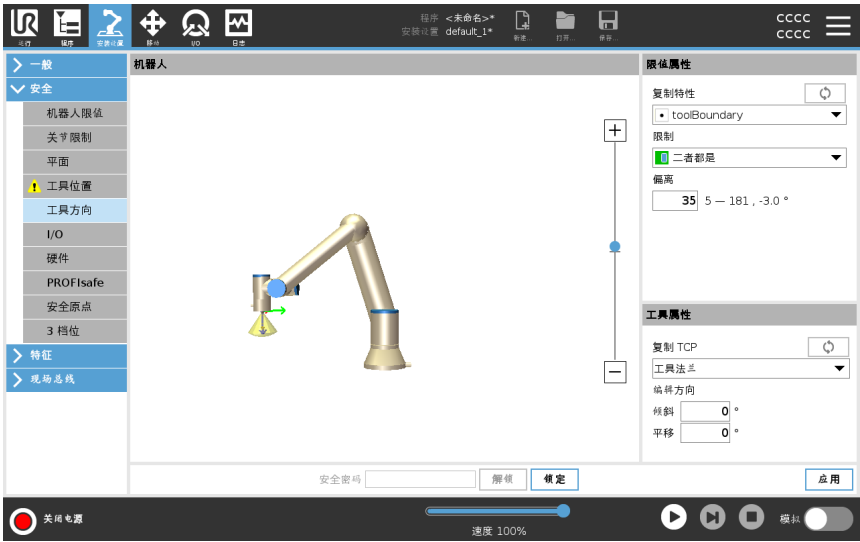 UR
运行
程序
安装设置
移动
I/O
日志
程序 <未命名>*
安装设置 default_1*
新建...
打开...
保存...
CCCC
CCCC
一般
安全
机器人限值
关节限制
平面
工具位置
工具方向
I/O
硬件
PROFIsafe
安全原点
3 档位
特征
现场总线
机器人
限值属性
复制特性
toolBoundary
限制
二者都是
偏离
35 5 — 181 , -3.0 °
工具属性
复制 TCP
工具法兰
编辑方向
倾斜 0 °
平移 0 °
安全密码
解锁
锁定
应用
关闭电源
速度 100%
模拟